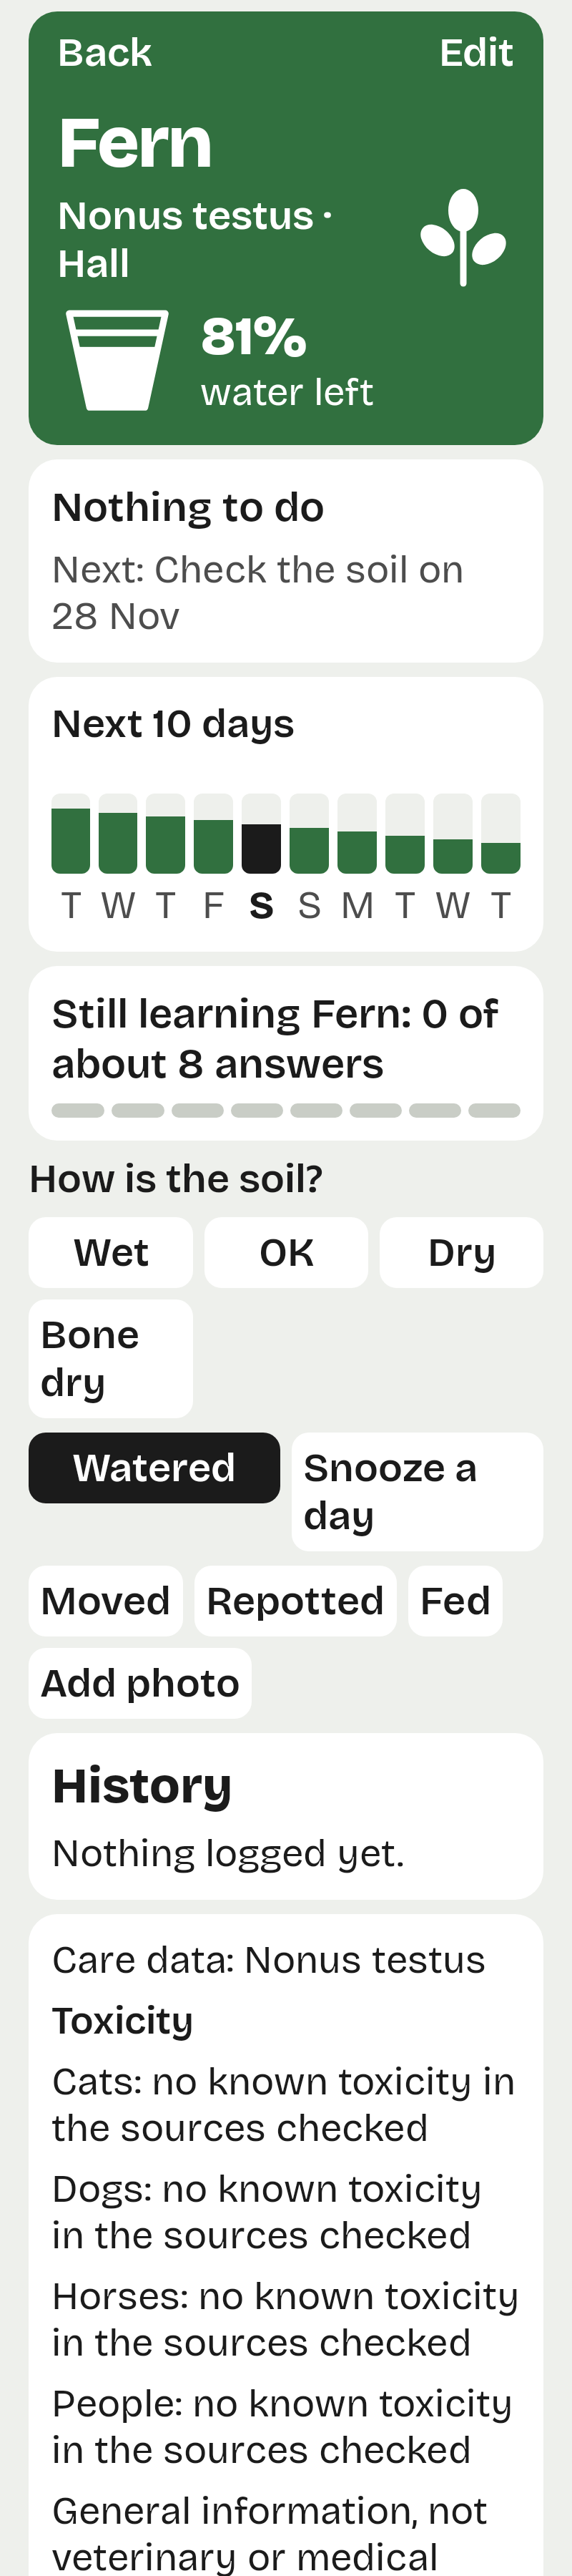 Back
Edit
Fern
Nonus testus ·
Hall
81%
water left
Nothing to do
Next: Check the soil on
28 Nov
Next 10 days
T W T F S S M T W T
Still learning Fern: 0 of
about 8 answers
How is the soil?
Wet
OK
Dry
Bone
dry
Watered
Snooze a
day
Moved
Repotted
Fed
Add photo
History
Nothing logged yet.
Care data: Nonus testus
Toxicity
Cats: no known toxicity in
the sources checked
Dogs: no known toxicity
in the sources checked
Horses: no known toxicity
in the sources checked
People: no known toxicity
in the sources checked
General information, not
veterinary or medical